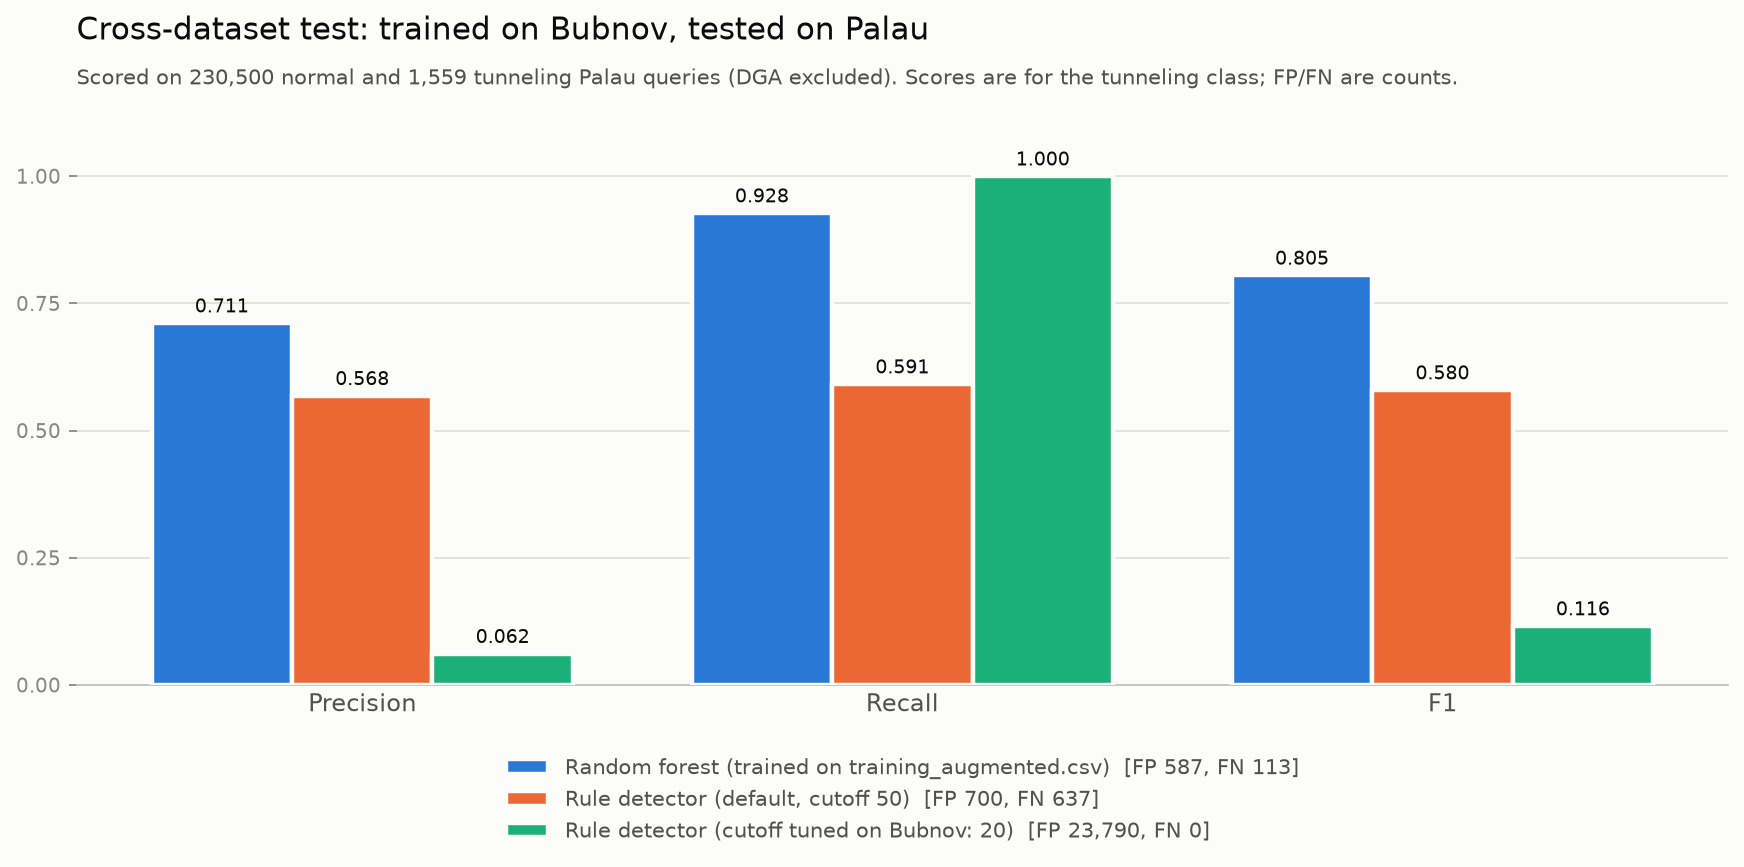 Cross-dataset test: trained on Bubnov, tested on Palau
Scored on 230,500 normal and 1,559 tunneling Palau queries (DGA excluded). Scores are for the tunneling class; FP/FN are counts.
1.00
0.75
0.50
0.25
0.00
0.711
0.568
0.062
0.928
0.591
1.000
0.805
0.580
0.116
Precision
Recall
F1
Random forest (trained on training_augmented.csv)  [FP 587, FN 113]
Rule detector (default, cutoff 50)  [FP 700, FN 637]
Rule detector (cutoff tuned on Bubnov: 20)  [FP 23,790, FN 0]